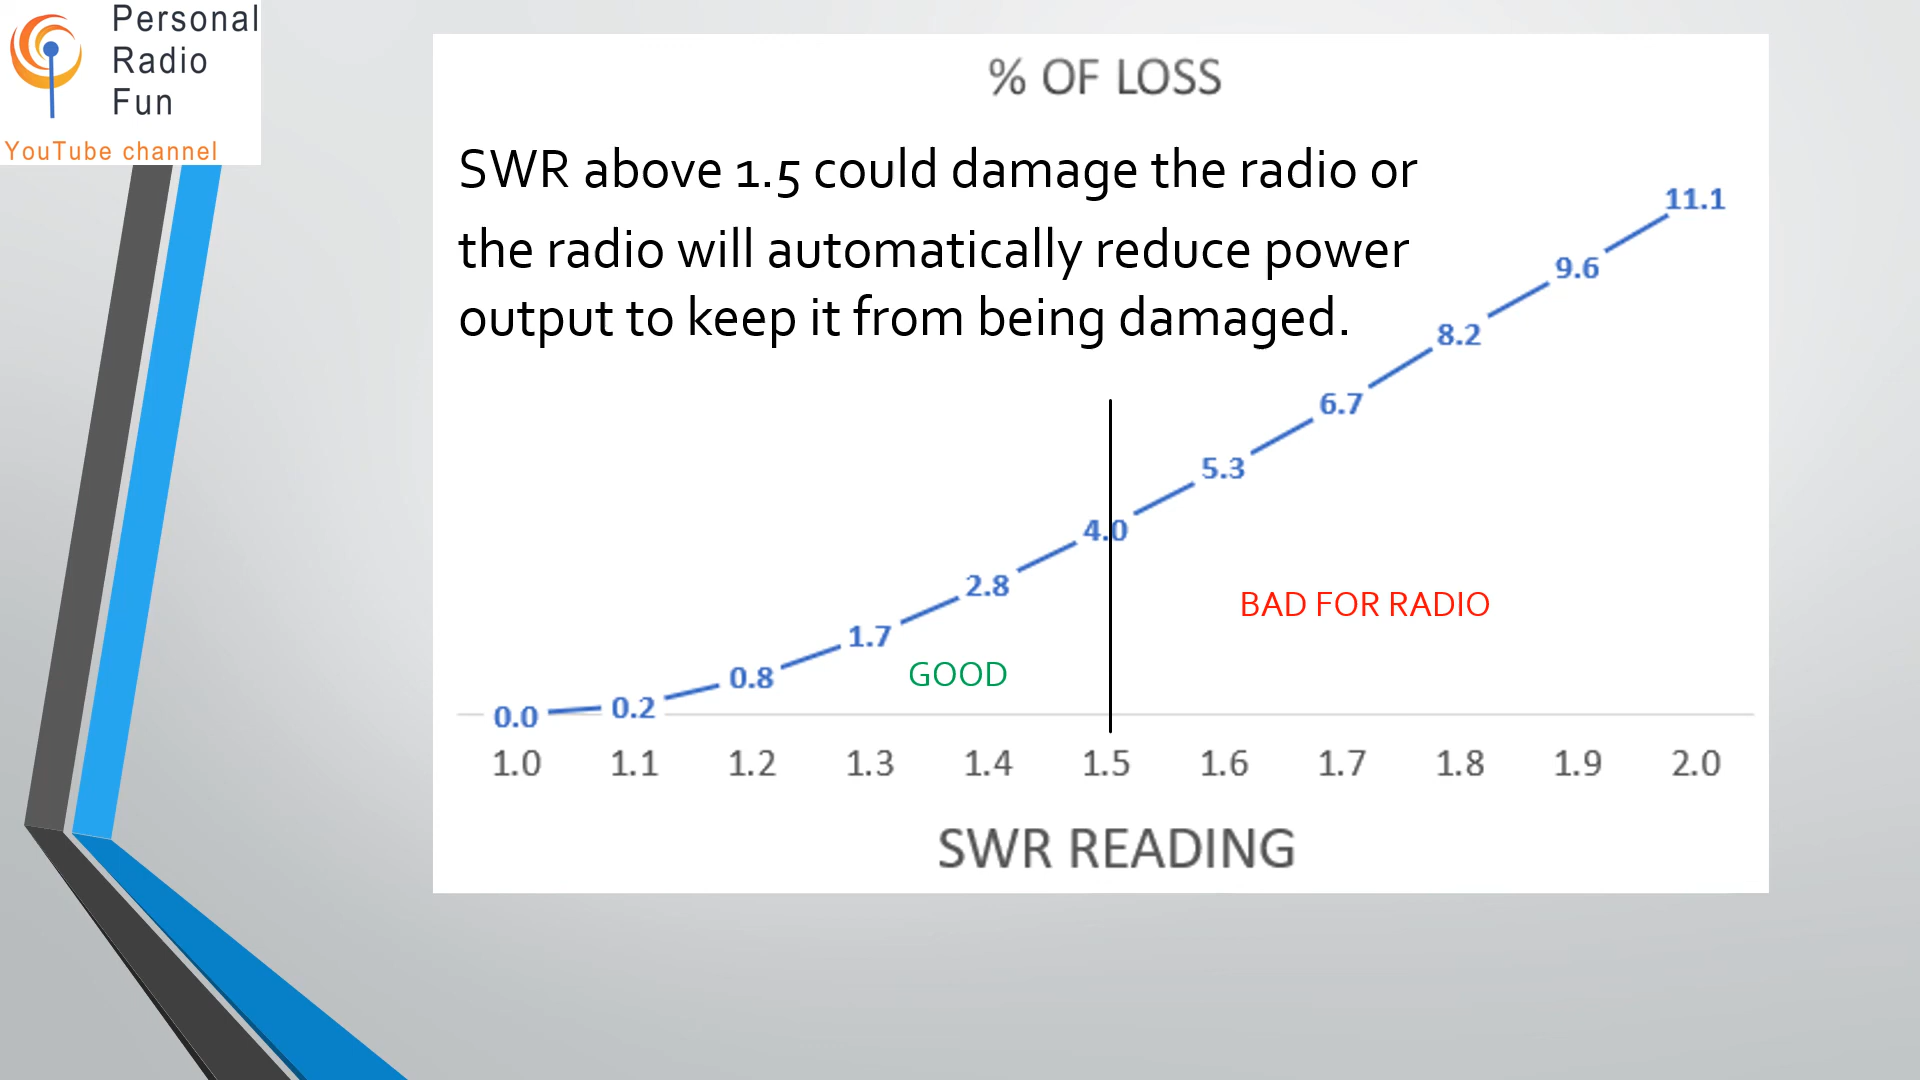 Personal
Radio
Fun
YouTube channel
% OF LOSS
SWR above 1.5 could damage the radio or
the radio will automatically reduce power
output to keep it from being damaged.
11.1
9.6
8.2
6.7
5.3
4.0
2.8
1.7
0.8
0.2
0.0
BAD FOR RADIO
GOOD
1.0 1.1 1.2 1.3 1.4 1.5 1.6 1.7 1.8 1.9 2.0
SWR READING